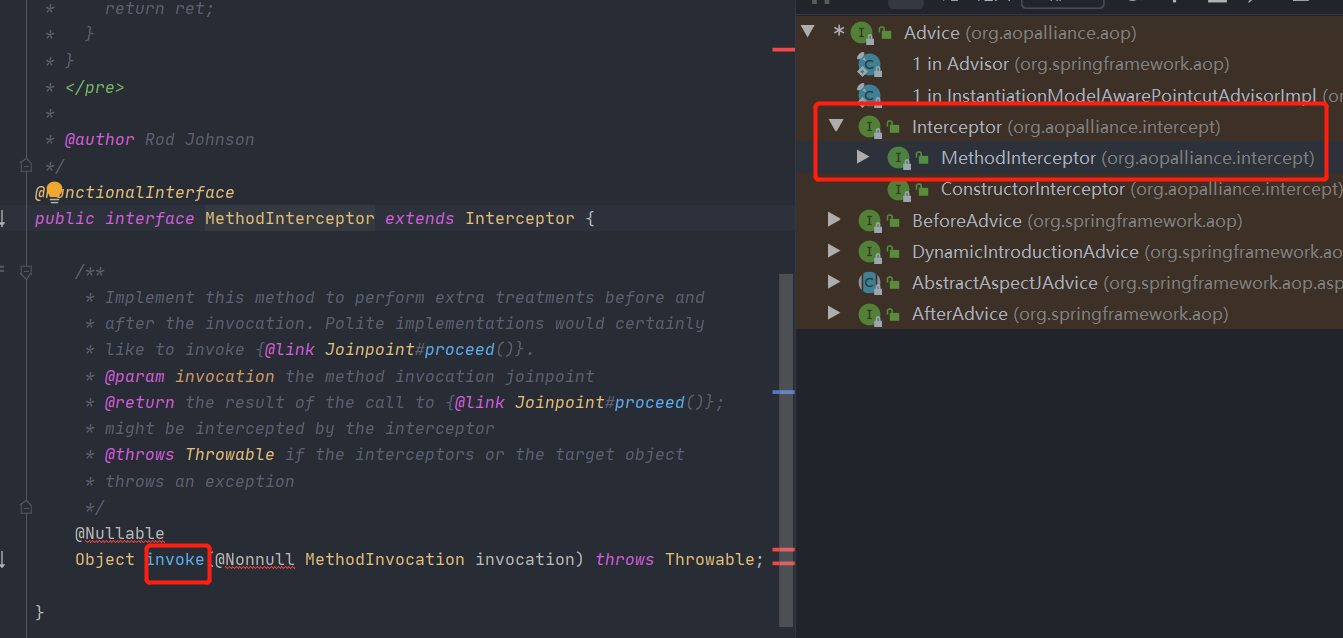 *     return ret;
*   }
* }
* </pre>
*
* @author Rod Johnson
*/
@FunctionalInterface
public interface MethodInterceptor extends Interceptor {
/**
* Implement this method to perform extra treatments before and
* after the invocation. Polite implementations would certainly
* like to invoke {@link Joinpoint#proceed()}.
* @param invocation the method invocation joinpoint
* @return the result of the call to {@link Joinpoint#proceed()};
* might be intercepted by the interceptor
* @throws Throwable if the interceptors or the target object
* throws an exception
*/
@Nullable
Object invoke(@Nonnull MethodInvocation invocation) throws Throwable;
}
* Advice (org.aopalliance.aop)
1 in Advisor (org.springframework.aop)
1 in InstantiationModelAwarePointcutAdvisorImpl (or
Interceptor (org.aopalliance.intercept)
MethodInterceptor (org.aopalliance.intercept)
ConstructorInterceptor (org.aopalliance.intercept)
BeforeAdvice (org.springframework.aop)
DynamicIntroductionAdvice (org.springframework.ao
AbstractAspectJAdvice (org.springframework.aop.asp
AfterAdvice (org.springframework.aop)